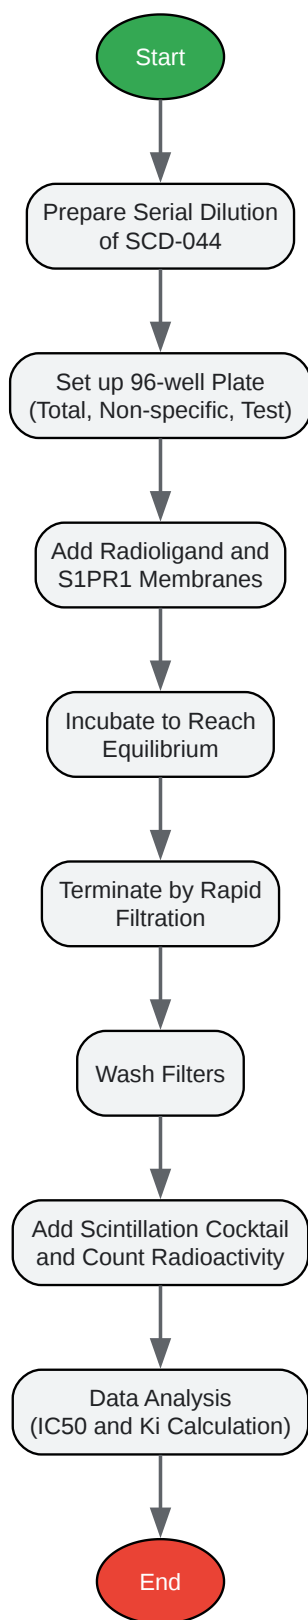 Start
Prepare Serial Dilution
of SCD-044
Set up 96-well Plate
(Total, Non-specific, Test)
Add Radioligand and
S1PR1 Membranes
Incubate to Reach
Equilibrium
Terminate by Rapid
Filtration
Wash Filters
Add Scintillation Cocktail
and Count Radioactivity
Data Analysis
(IC50 and Ki Calculation)
End